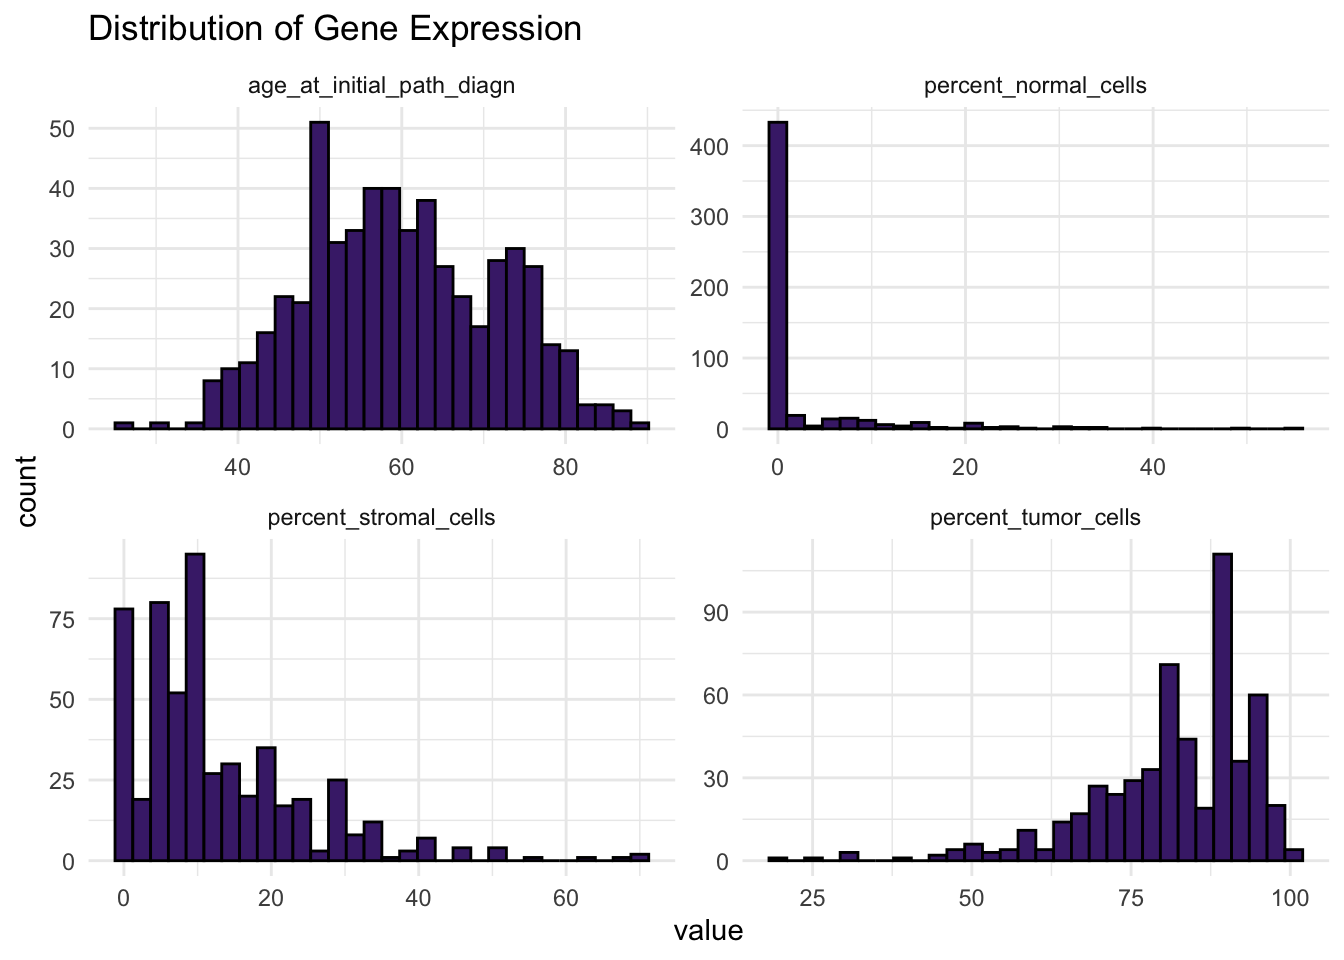 Distribution of Gene Expression
age_at_initial_path_diagn
percent_normal_cells
50
40
30
20
10
0
400
300
200
100
0
40 60 80
0 20 40
count
percent_stromal_cells
percent_tumor_cells
75
50
25
0
90
60
30
0
0 20 40 60
25 50 75 100
value